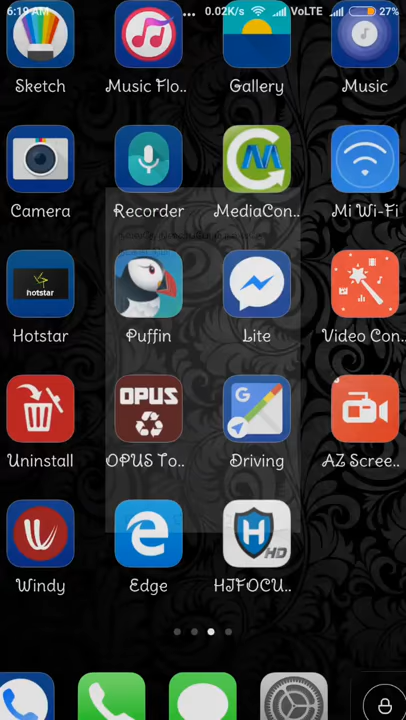 6:19 AM ... 0.02K/s VoLTE 27%
Sketch Music Flo.. Gallery Music
Camera Recorder MediaCon.. Mi Wi-Fi
hotstar
Hotstar Puffin Lite Video Con..
OPUS G
Uninstall OPUS To.. Driving AZ Scree..
H HD
Windy Edge HJFOCU..